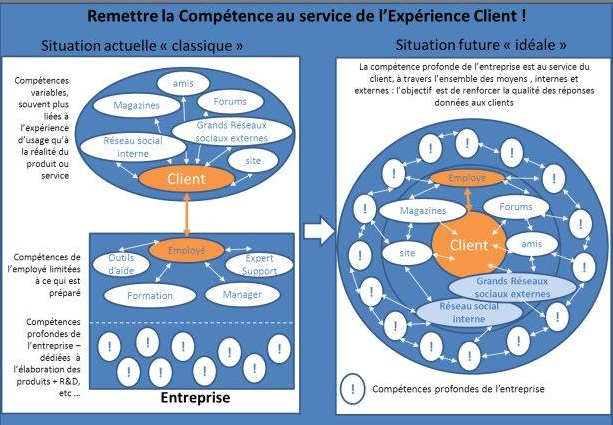 Remettre la Compétence au service de l'Expérience Client !
Situation actuelle « classique »
Compétences
variables,
souvent plus
liées à
l'expérience
d'usage qu'à
la réalité du
produit ou
service
amis
Magazines
Forums
Grands Réseaux
sociaux externes
Réseau social
interne
site
Client
Compétences de
l'employé limitées
à ce qui est
préparé
Employé
Outils
d'aide
Expert
Support
Formation
Manager
Compétences
profondes de
l'entreprise –
dédiées à
l'élaboration des
produits + R&D,
etc ...
! ! ! ! ! ! ! ! !
Entreprise
Situation future « idéale »
La compétence profonde de l'entreprise est au service du
client, à travers l'ensemble des moyens , internes et
externes : l'objectif est de renforcer la qualité des réponses
données aux clients
Employé
Magazines
Forums
Client
amis
site
Grands Réseaux
sociaux externes
Réseau social
interne
! ! ! ! ! ! ! ! ! ! ! ! ! ! !
! Compétences profondes de l'entreprise